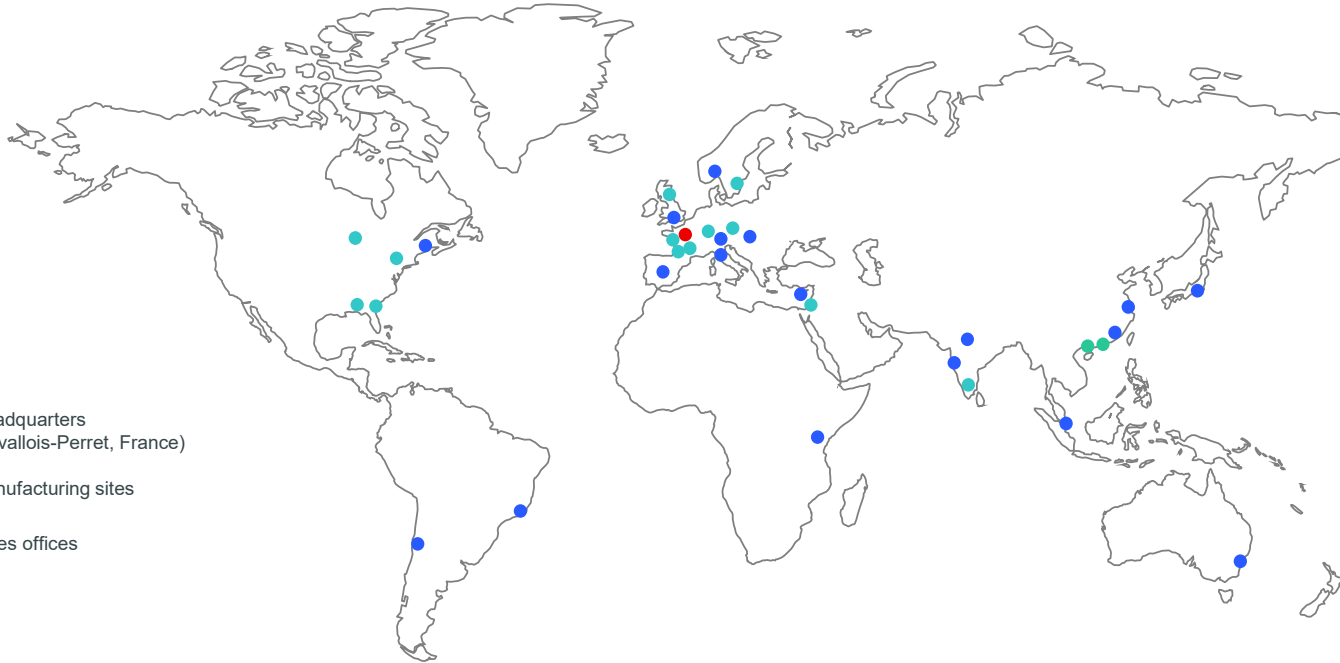 adquarters
vallois-Perret, France)
nufacturing sites
es offices